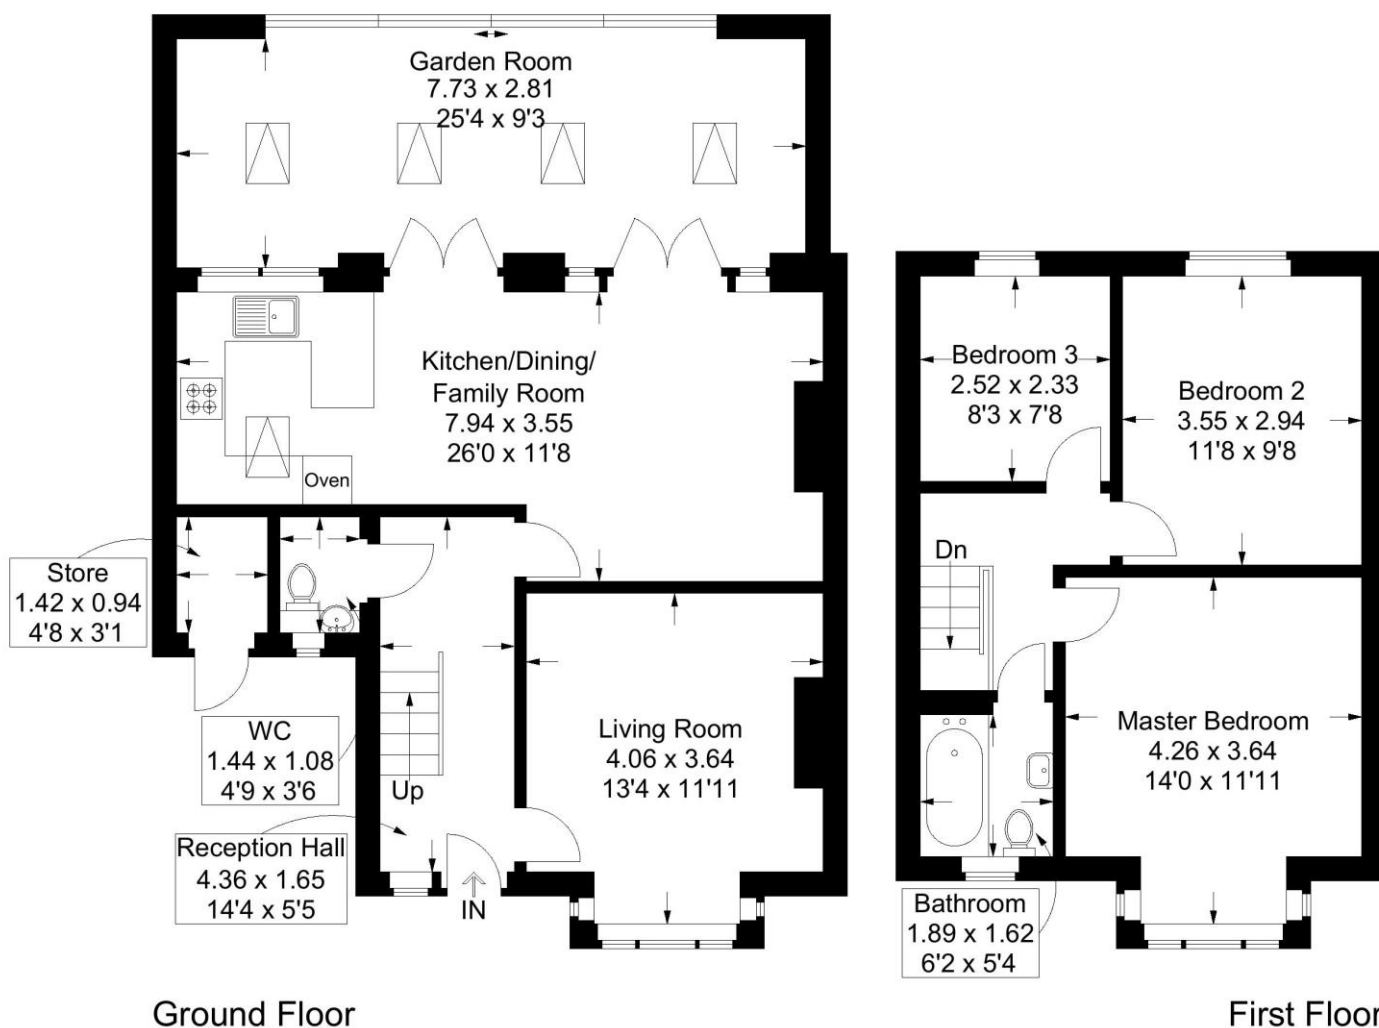 Garden Room
7.73 x 2.81
25'4 x 9'3
Kitchen/Dining/
Family Room
7.94 x 3.55
26'0 x 11'8
Oven
Store
1.42 x 0.94
4'8 x 3'1
WC
1.44 x 1.08
4'9 x 3'6
Reception Hall
4.36 x 1.65
14'4 x 5'5
Up
IN
Living Room
4.06 x 3.64
13'4 x 11'11
Ground Floor
Bedroom 3
2.52 x 2.33
8'3 x 7'8
Bedroom 2
3.55 x 2.94
11'8 x 9'8
Dn
Master Bedroom
4.26 x 3.64
14'0 x 11'11
Bathroom
1.89 x 1.62
6'2 x 5'4
First Floor